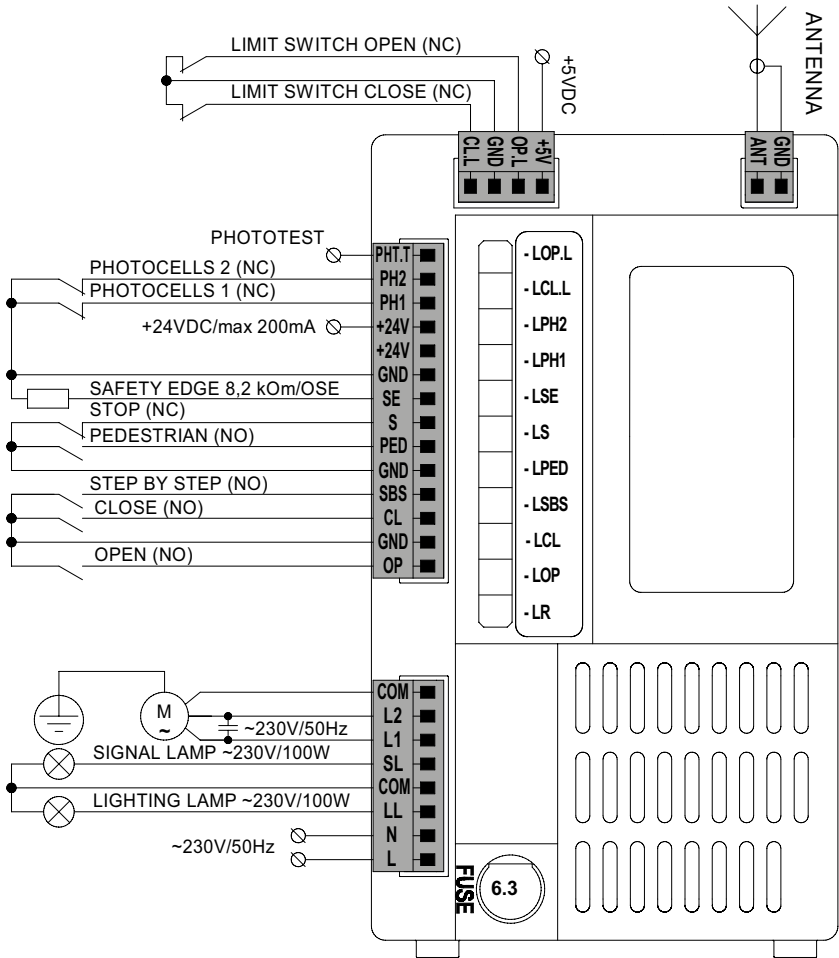 LIMIT SWITCH OPEN (NC)
LIMIT SWITCH CLOSE (NC)
+5VDC
ANTENNA
CL.L
GND
OP.L
+5V
ANT
GND
PHOTOTEST
PHOTOCELLS 2 (NC)
PHOTOCELLS 1 (NC)
+24VDC/max 200mA
SAFETY EDGE 8,2 kOm/OSE
STOP (NC)
PEDESTRIAN (NO)
STEP BY STEP (NO)
CLOSE (NO)
OPEN (NO)
PHT.T
PH2
PH1
+24V
+24V
GND
SE
S
PED
GND
SBS
CL
GND
OP
- LOP.L
- LCL.L
- LPH2
- LPH1
- LSE
- LS
- LPED
- LSBS
- LCL
- LOP
- LR
M
~
~230V/50Hz
SIGNAL LAMP ~230V/100W
LIGHTING LAMP ~230V/100W
~230V/50Hz
COM
L2
L1
SL
COM
LL
N
L
FUSE
6.3